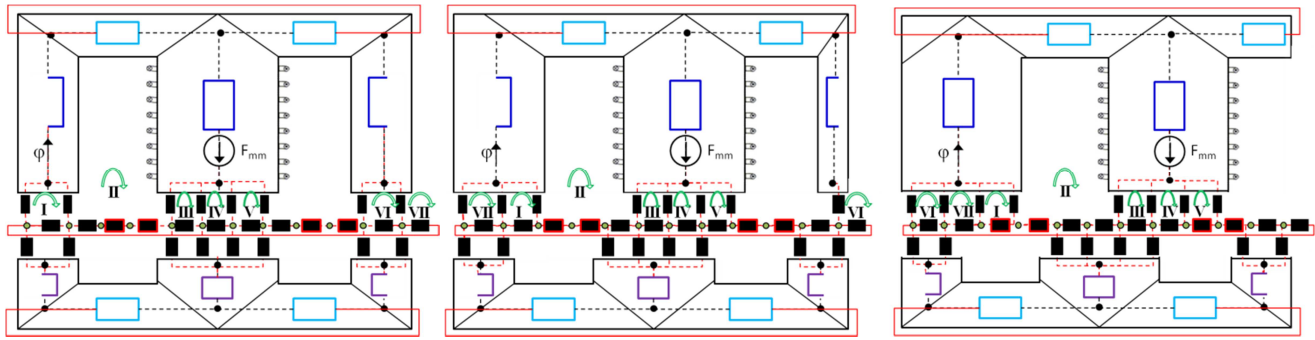 φ F_mm
II
I III IV V VI VII
φ F_mm
II
VII I III IV V VI
φ F_mm
II
VI VII I III IV V